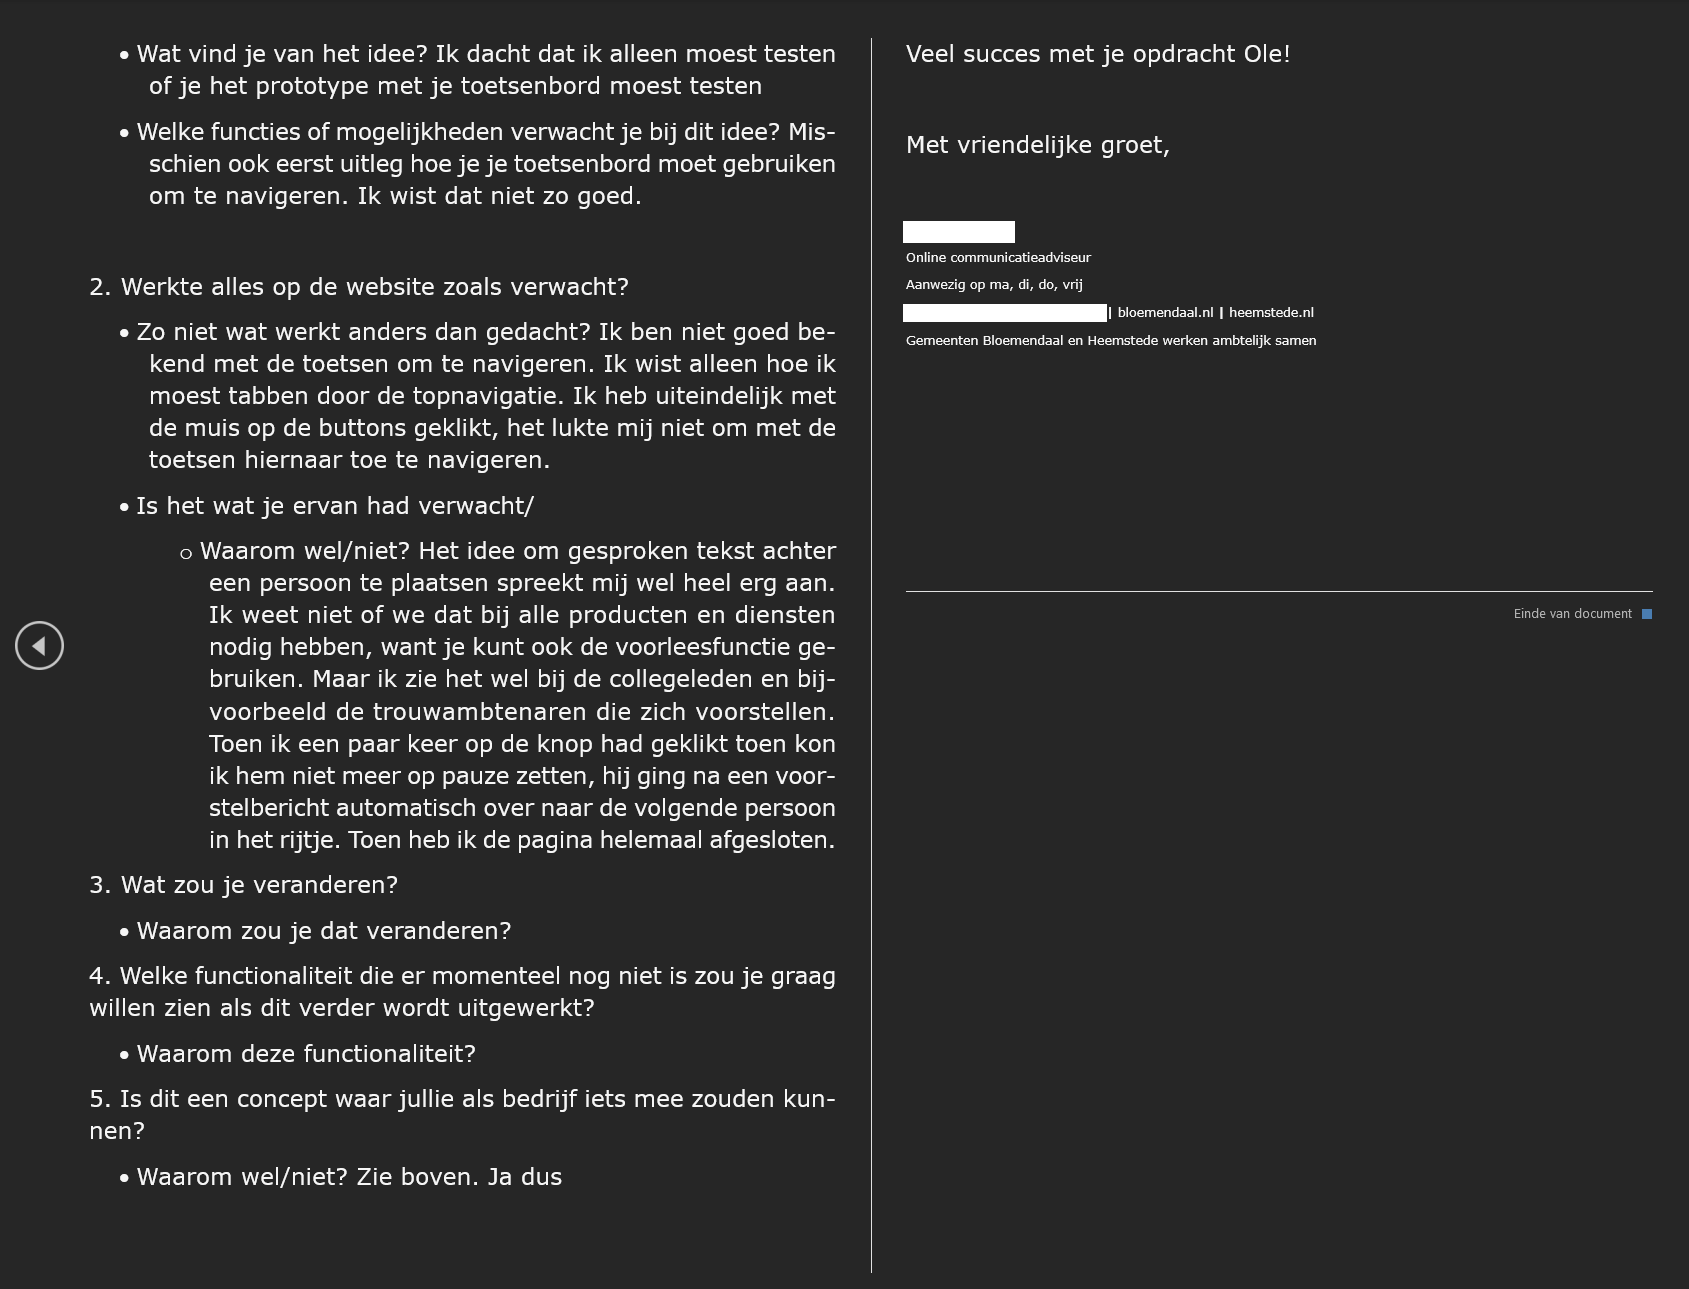 • Wat vind je van het idee? Ik dacht dat ik alleen moest testen
of je het prototype met je toetsenbord moest testen
• Welke functies of mogelijkheden verwacht je bij dit idee? Mis-
schien ook eerst uitleg hoe je je toetsenbord moet gebruiken
om te navigeren. Ik wist dat niet zo goed.
2. Werkte alles op de website zoals verwacht?
• Zo niet wat werkt anders dan gedacht? Ik ben niet goed be-
kend met de toetsen om te navigeren. Ik wist alleen hoe ik
moest tabben door de topnavigatie. Ik heb uiteindelijk met
de muis op de buttons geklikt, het lukte mij niet om met de
toetsen hiernaar toe te navigeren.
• Is het wat je ervan had verwacht/
o Waarom wel/niet? Het idee om gesproken tekst achter
een persoon te plaatsen spreekt mij wel heel erg aan.
Ik weet niet of we dat bij alle producten en diensten
nodig hebben, want je kunt ook de voorleesfunctie ge-
bruiken. Maar ik zie het wel bij de collegeleden en bij-
voorbeeld de trouwambtenaren die zich voorstellen.
Toen ik een paar keer op de knop had geklikt toen kon
ik hem niet meer op pauze zetten, hij ging na een voor-
stelbericht automatisch over naar de volgende persoon
in het rijtje. Toen heb ik de pagina helemaal afgesloten.
3. Wat zou je veranderen?
• Waarom zou je dat veranderen?
4. Welke functionaliteit die er momenteel nog niet is zou je graag
willen zien als dit verder wordt uitgewerkt?
• Waarom deze functionaliteit?
5. Is dit een concept waar jullie als bedrijf iets mee zouden kun-
nen?
• Waarom wel/niet? Zie boven. Ja dus
Veel succes met je opdracht Ole!
Met vriendelijke groet,
Online communicatieadviseur
Aanwezig op ma, di, do, vrij
| bloemendaal.nl | heemstede.nl
Gemeenten Bloemendaal en Heemstede werken ambtelijk samen
Einde van document